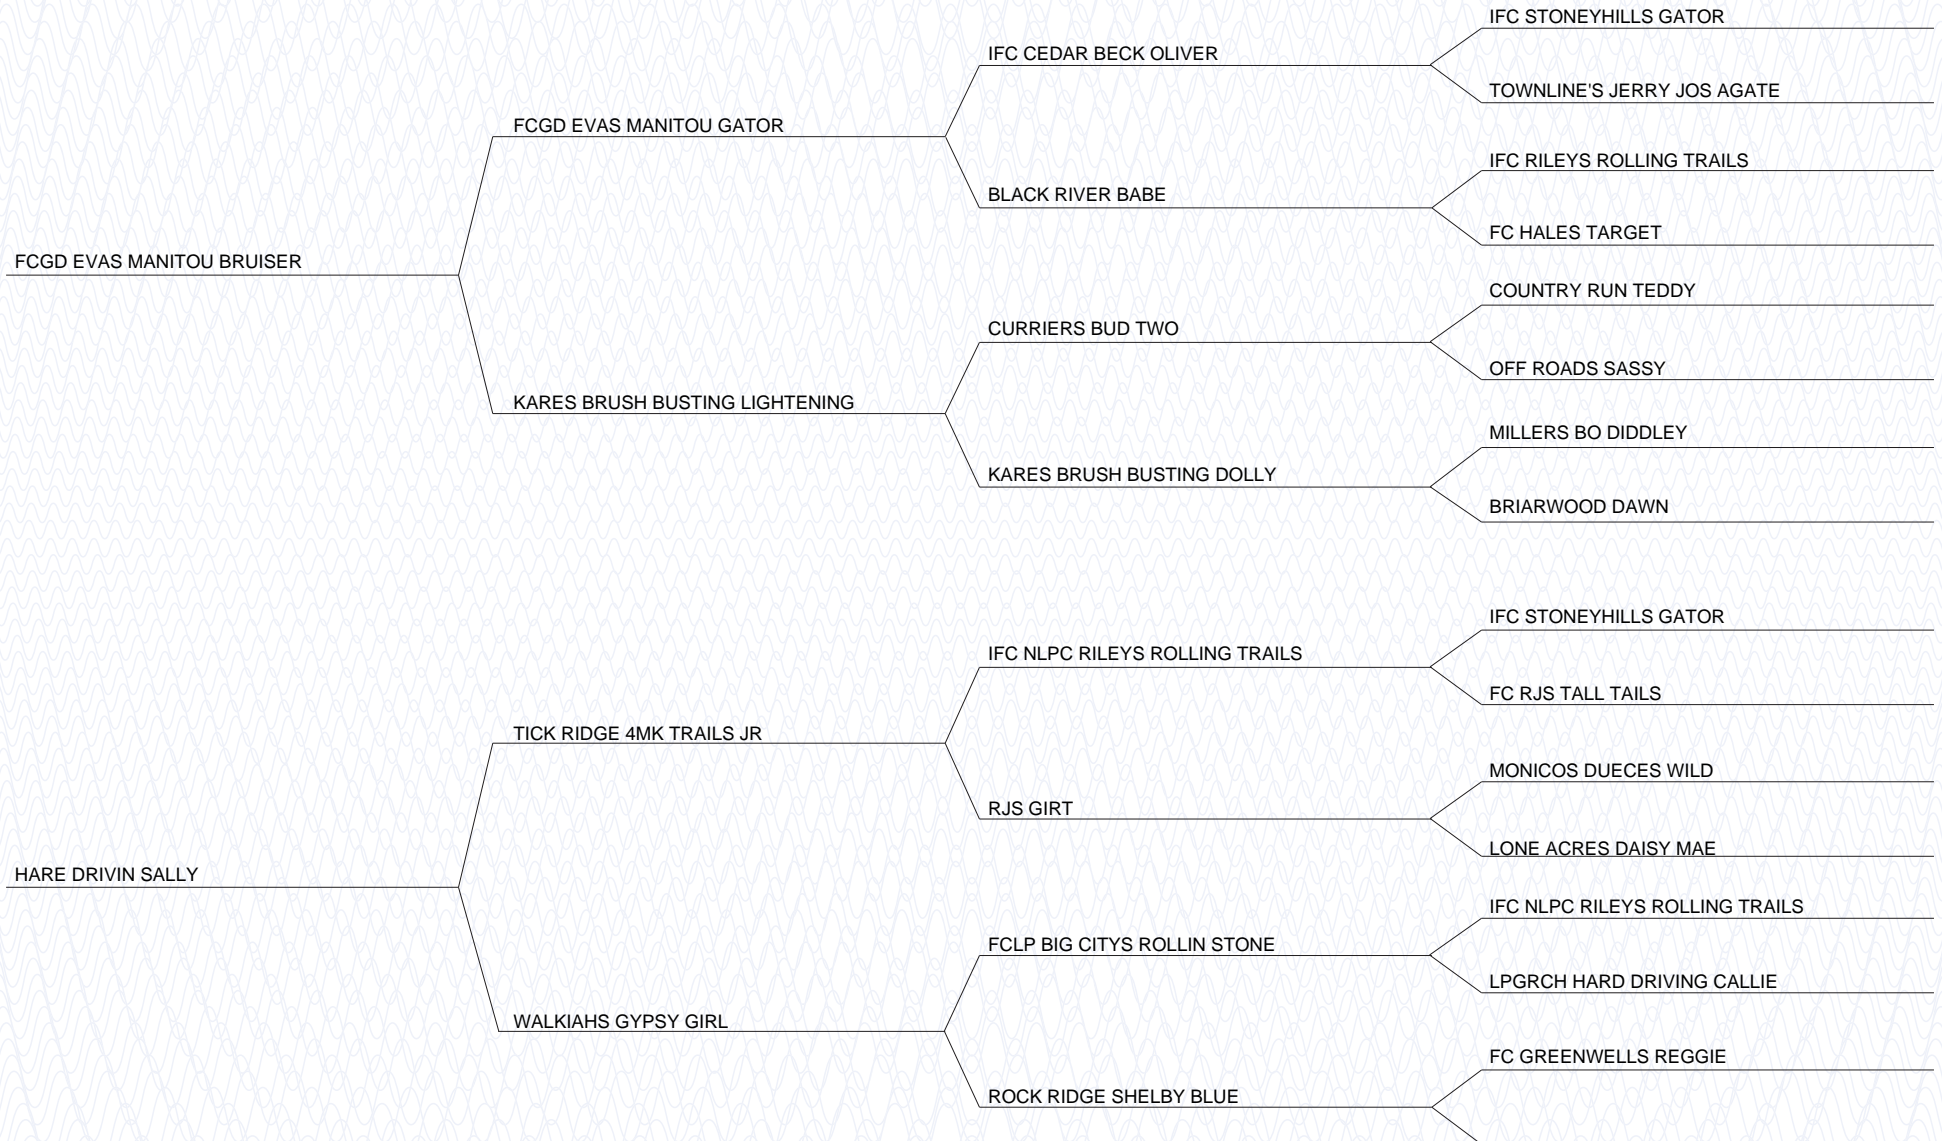 IFC STONEYHILLS GATOR
IFC CEDAR BECK OLIVER
TOWNLINE'S JERRY JOS AGATE
FCGD EVAS MANITOU GATOR
IFC RILEYS ROLLING TRAILS
BLACK RIVER BABE
FC HALES TARGET
FCGD EVAS MANITOU BRUISER
COUNTRY RUN TEDDY
CURRIERS BUD TWO
OFF ROADS SASSY
KARES BRUSH BUSTING LIGHTENING
MILLERS BO DIDDLEY
KARES BRUSH BUSTING DOLLY
BRIARWOOD DAWN
IFC STONEYHILLS GATOR
IFC NLPC RILEYS ROLLING TRAILS
FC RJS TALL TAILS
TICK RIDGE 4MK TRAILS JR
MONICOS DUECES WILD
RJS GIRT
LONE ACRES DAISY MAE
HARE DRIVIN SALLY
IFC NLPC RILEYS ROLLING TRAILS
FCLP BIG CITYS ROLLIN STONE
LPGRCH HARD DRIVING CALLIE
WALKIAHS GYPSY GIRL
FC GREENWELLS REGGIE
ROCK RIDGE SHELBY BLUE